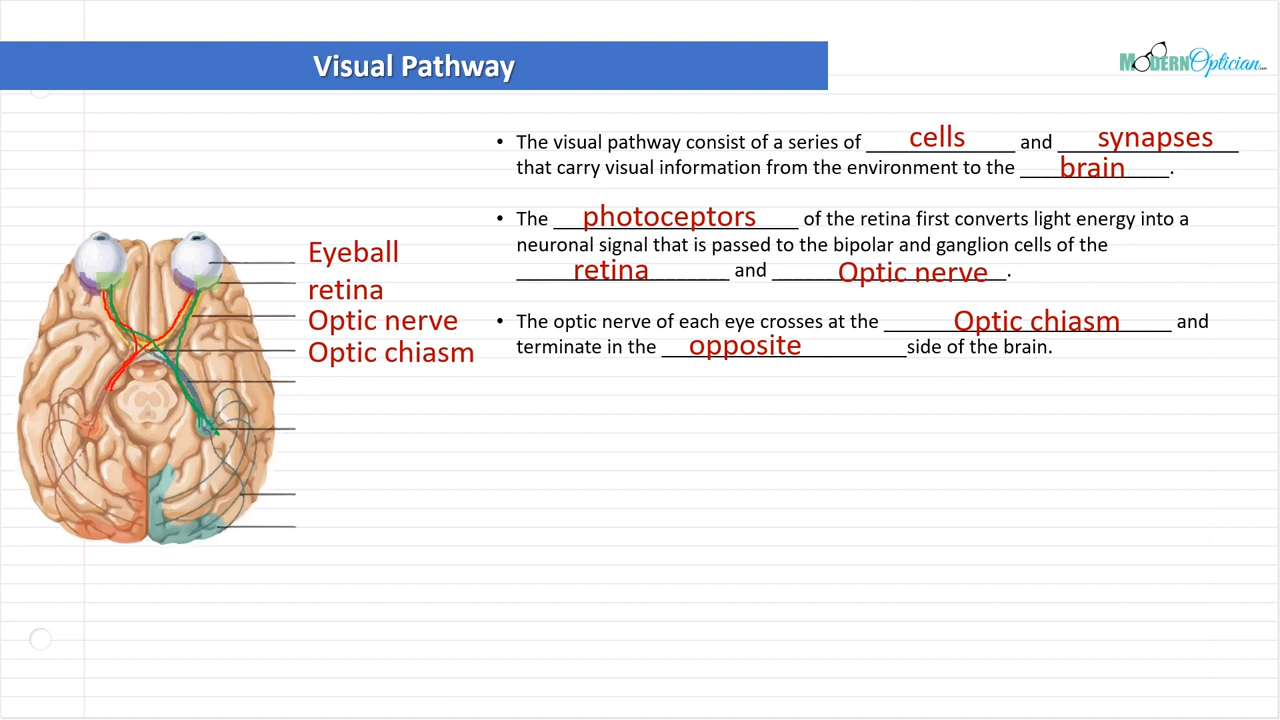 Visual Pathway
MODERNOptician.com
• The visual pathway consist of a series of cells and synapses
that carry visual information from the environment to the brain.
• The photoceptors of the retina first converts light energy into a
neuronal signal that is passed to the bipolar and ganglion cells of the
retina and Optic nerve.
• The optic nerve of each eye crosses at the Optic chiasm and
terminate in the opposite side of the brain.
Eyeball
retina
Optic nerve
Optic chiasm